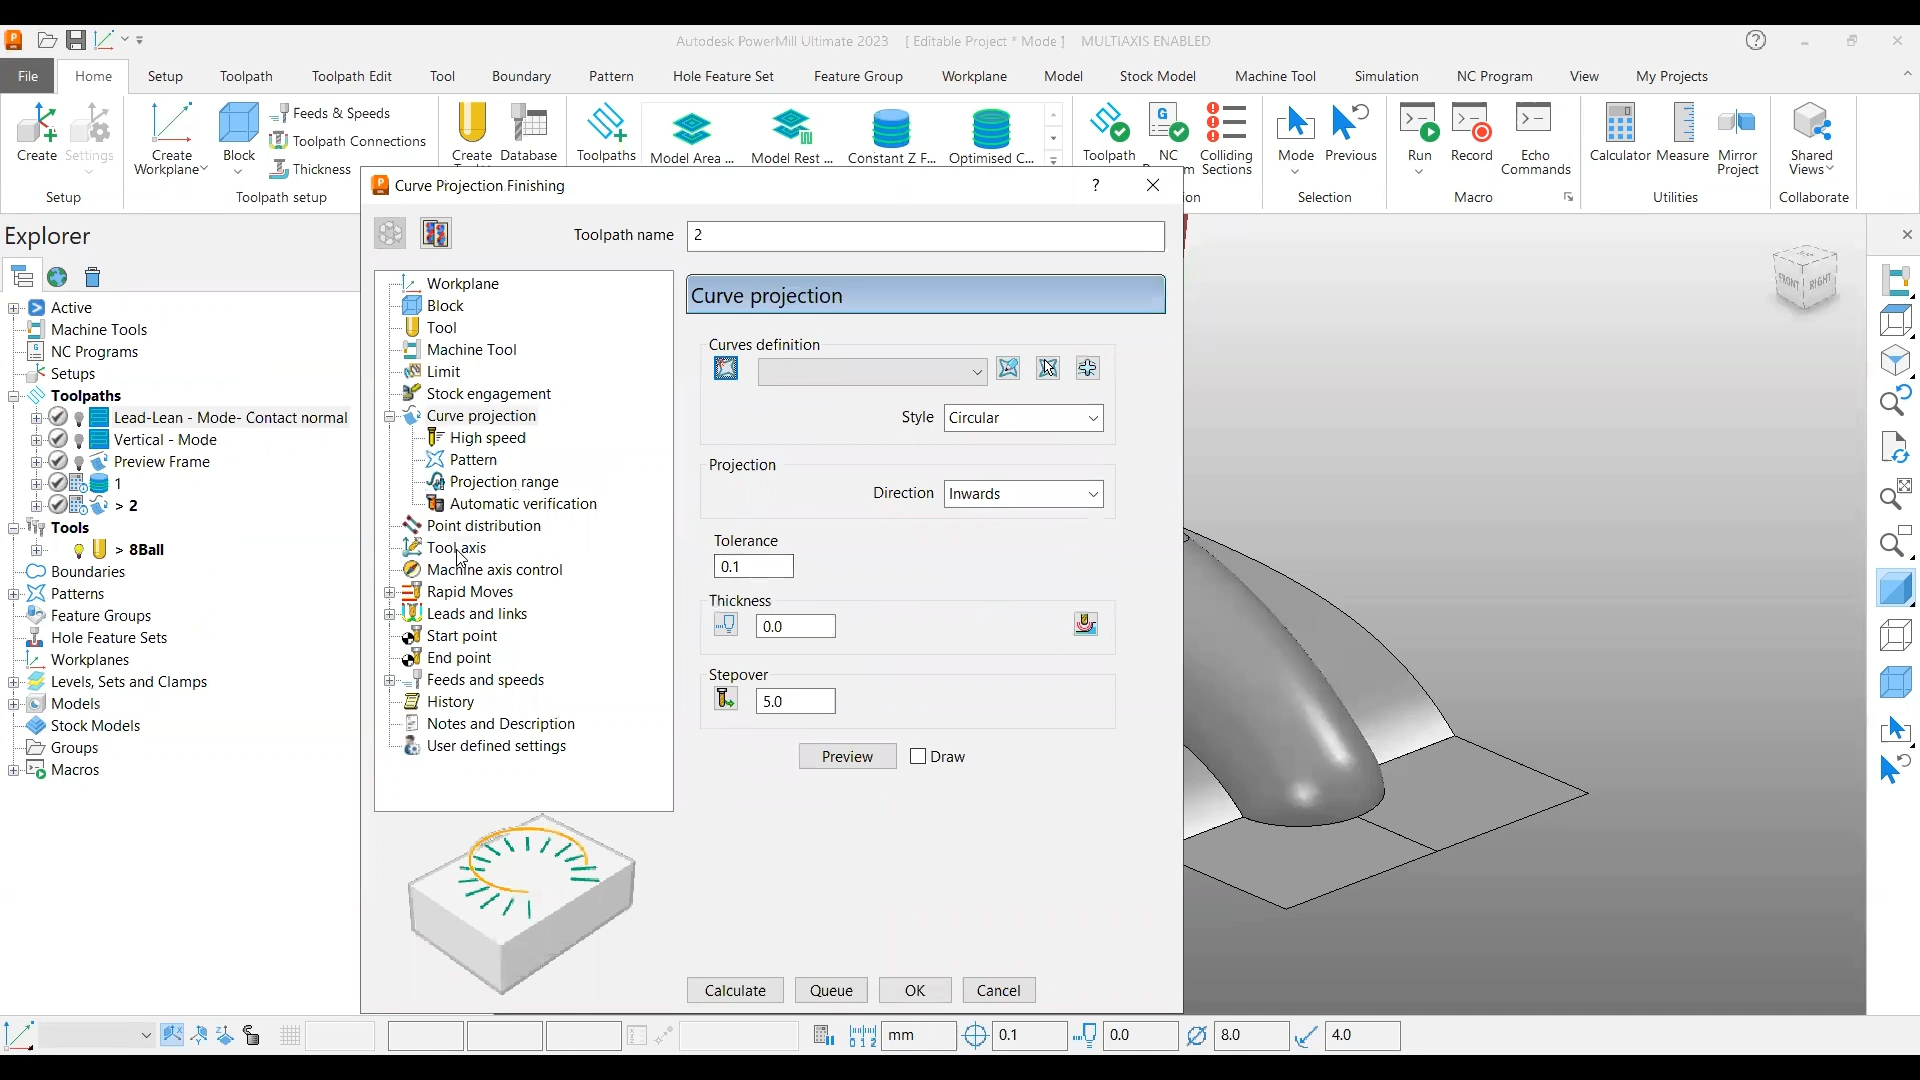 Autodesk PowerMill Ultimate 2023 [ Editable Project * Mode ] MULTIAXIS ENABLED
File Home Setup Toolpath Toolpath Edit Tool Boundary Pattern Hole Feature Set Feature Group Workplane Model Stock Model Machine Tool Simulation NC Program View My Projects
Feeds & Speeds
Toolpath Connections
Thickness
Create Settings Create Workplane Block Create Database Toolpaths Model Area ... Model Rest ... Constant Z F... Optimised C... Toolpath NC Colliding Sections Mode Previous Run Record Echo Commands Calculator Measure Mirror Project Shared Views
Setup Toolpath setup Selection Macro Utilities Collaborate
Explorer
Active
Machine Tools
NC Programs
Setups
Toolpaths
Lead-Lean - Mode- Contact normal
Vertical - Mode
Preview Frame
1
> 2
Tools
> 8Ball
Boundaries
Patterns
Feature Groups
Hole Feature Sets
Workplanes
Levels, Sets and Clamps
Models
Stock Models
Groups
Macros
Curve Projection Finishing
Toolpath name 2
Workplane
Block
Tool
Machine Tool
Limit
Stock engagement
Curve projection
High speed
Pattern
Projection range
Automatic verification
Point distribution
Tool axis
Machine axis control
Rapid Moves
Leads and links
Start point
End point
Feeds and speeds
History
Notes and Description
User defined settings
Curve projection
Curves definition
Style Circular
Projection
Direction Inwards
Tolerance
0.1
Thickness
0.0
Stepover
5.0
Preview Draw
Calculate Queue OK Cancel
FRONT RIGHT
mm 0.1 0.0 8.0 4.0